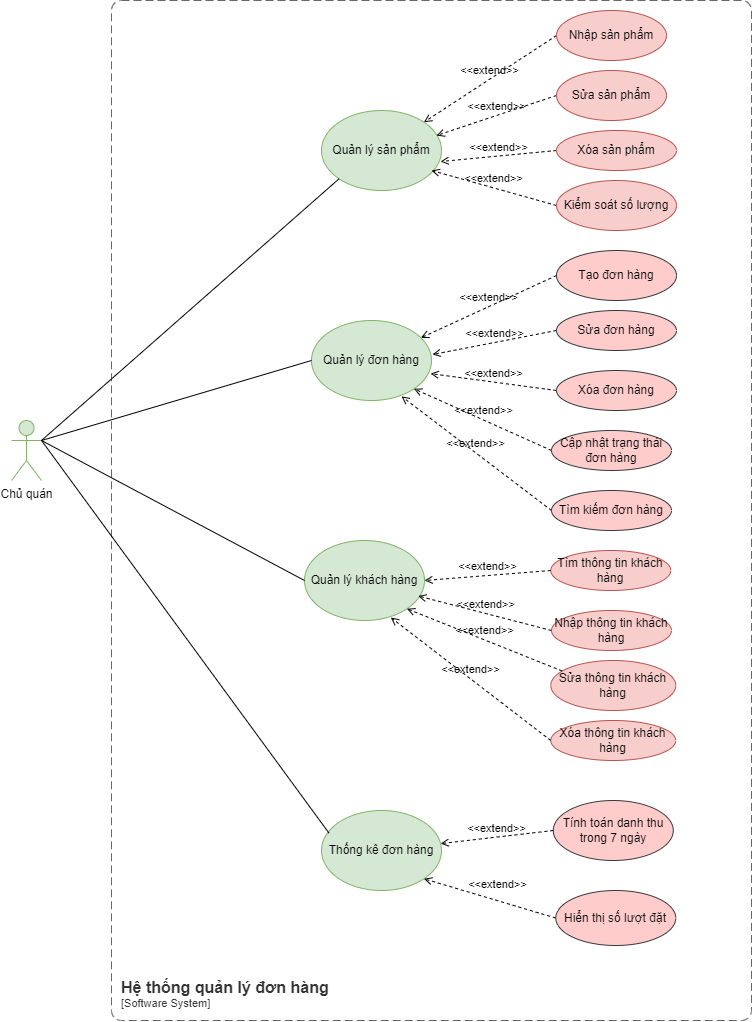 Nhập sản phẩm
<<extend>>
Sửa sản phẩm
<<extend>>
Quản lý sản phẩm
<<extend>>
Xóa sản phẩm
<<extend>>
Kiểm soát số lượng
Tạo đơn hàng
<<extend>>
Sửa đơn hàng
<<extend>>
Quản lý đơn hàng
<<extend>>
Xóa đơn hàng
<<extend>>
Cập nhật trạng thái
đơn hàng
<<extend>>
Chủ quán
Tìm kiếm đơn hàng
Tìm thông tin khách
hàng
<<extend>>
Quản lý khách hàng
<<extend>>
Nhập thông tin khách
hàng
<<extend>>
<<extend>>
Sửa thông tin khách
hàng
Xóa thông tin khách
hàng
Tính toán danh thu
trong 7 ngày
<<extend>>
Thống kê đơn hàng
<<extend>>
Hiển thị số lượt đặt
Hệ thống quản lý đơn hàng
[Software System]